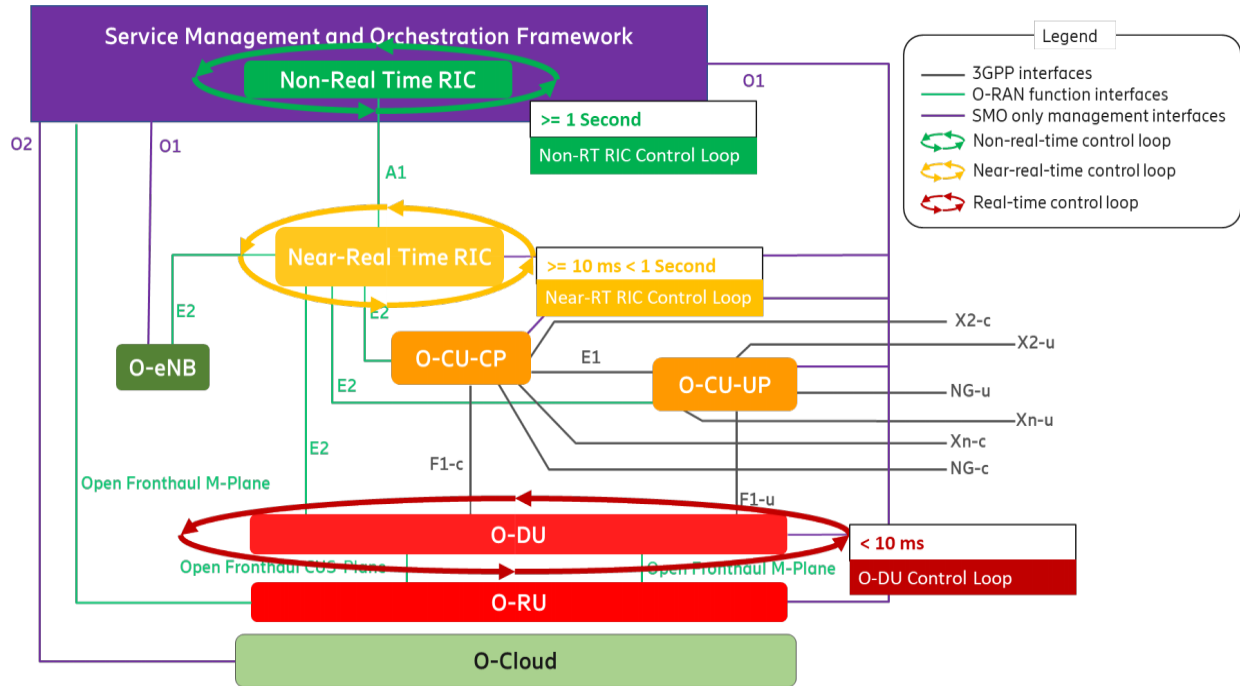 Service Management and Orchestration Framework
Non-Real Time RIC
Legend
3GPP interfaces
O-RAN function interfaces
SMO only management interfaces
Non-real-time control loop
Near-real-time control loop
Real-time control loop
O1
>= 1 Second
Non-RT RIC Control Loop
O2
O1
A1
Near-Real Time RIC
>= 10 ms < 1 Second
Near-RT RIC Control Loop
E2
E2
X2-c
X2-u
O-eNB
O-CU-CP
E1
O-CU-UP
E2
NG-u
Xn-u
E2
Xn-c
F1-c
NG-c
Open Fronthaul M-Plane
F1-u
O-DU
< 10 ms
O-DU Control Loop
Open Fronthaul CUS-Plane
Open Fronthaul M-Plane
O-RU
O-Cloud